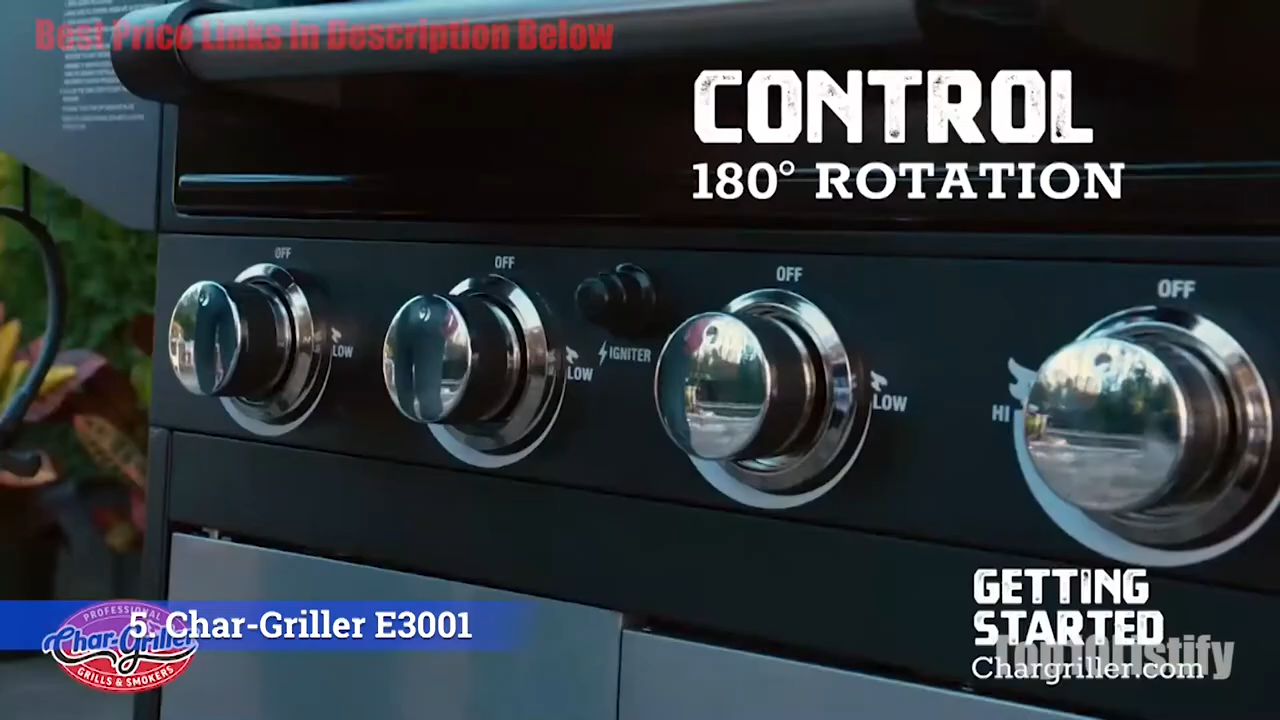 Best Price Links In Description Below
CONTROL
180° ROTATION
OFF
OFF
OFF
OFF
LOW
LOW
IGNITER
LOW
HI
GETTING
STARTED
Chargriller.com
Top10Listify
5. Char-Griller E3001
PROFESSIONAL
Char-Griller
GRILLS & SMOKERS